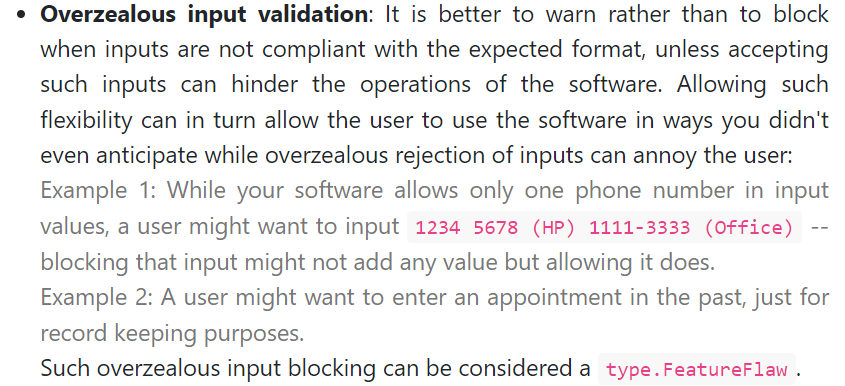 • Overzealous input validation: It is better to warn rather than to block
when inputs are not compliant with the expected format, unless accepting
such inputs can hinder the operations of the software. Allowing such
flexibility can in turn allow the user to use the software in ways you didn't
even anticipate while overzealous rejection of inputs can annoy the user:
Example 1: While your software allows only one phone number in input
values, a user might want to input 1234 5678 (HP) 1111-3333 (Office) --
blocking that input might not add any value but allowing it does.
Example 2: A user might want to enter an appointment in the past, just for
record keeping purposes.
Such overzealous input blocking can be considered a type.FeatureFlaw.